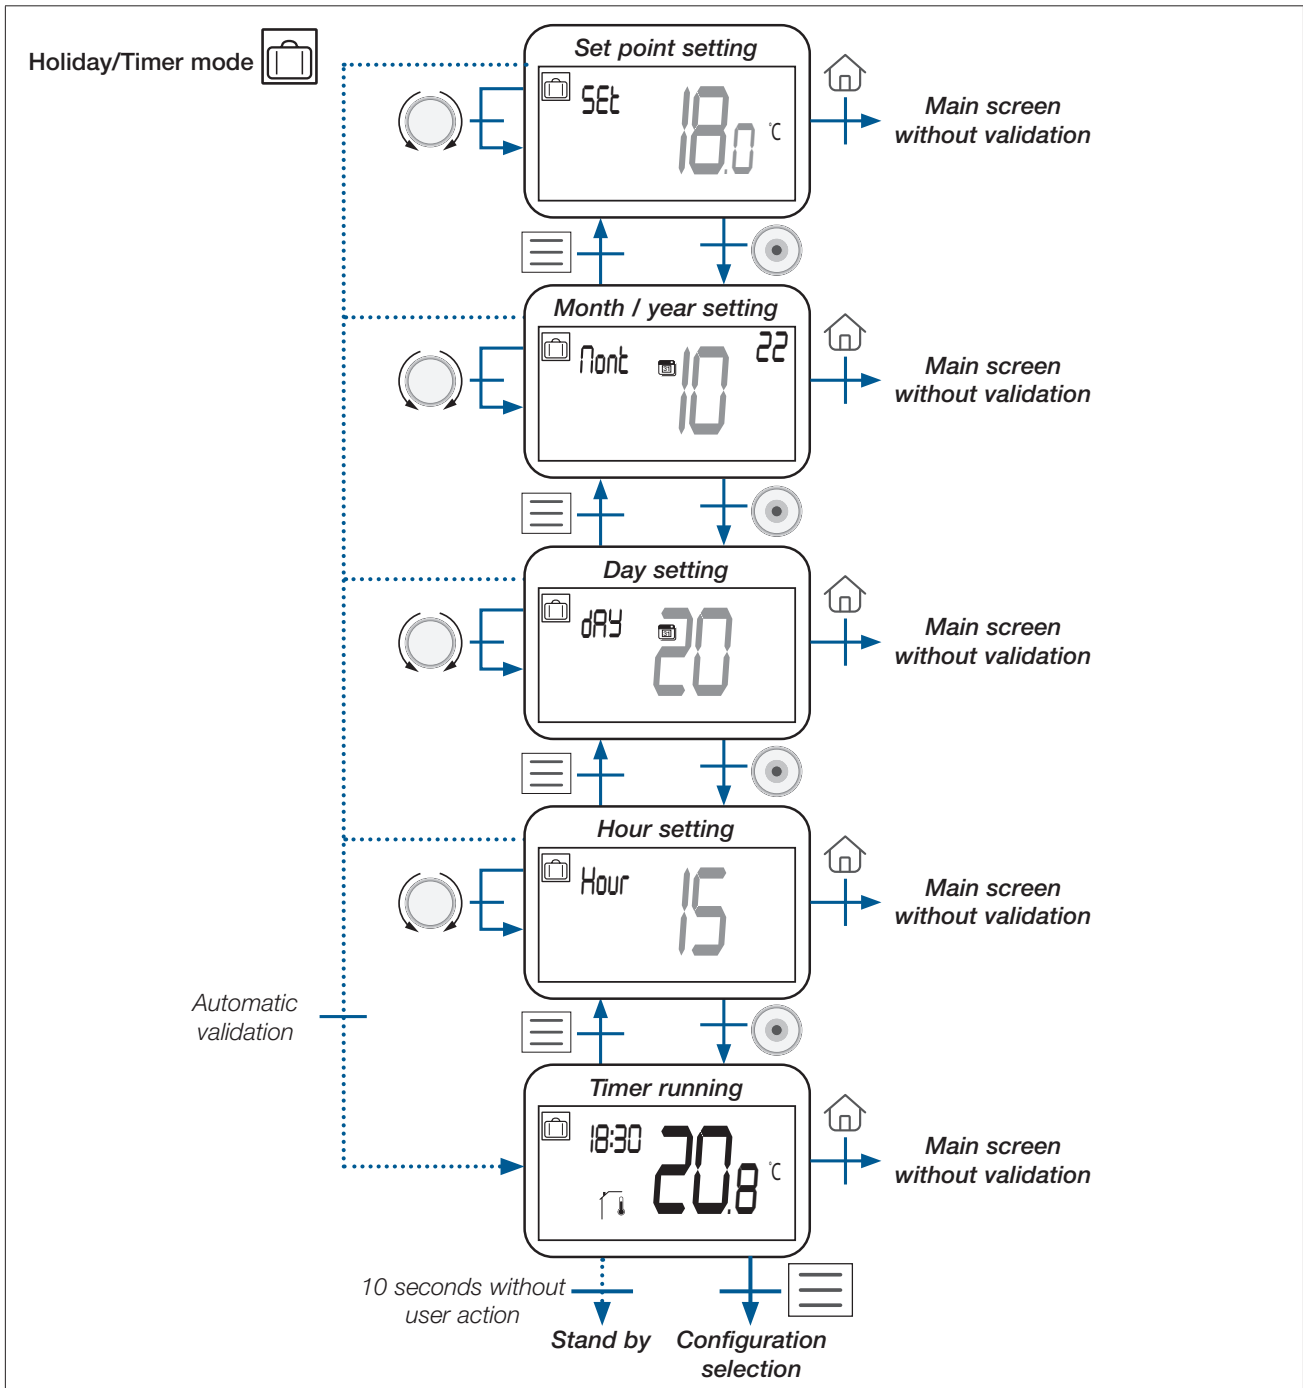 Holiday/Timer mode
Set point setting
SEt
18.0 °C
Main screen
without validation
Month / year setting
Mont
31
10
22
Main screen
without validation
Day setting
dAY
31
20
Main screen
without validation
Hour setting
Hour
15
Main screen
without validation
Automatic
validation
Timer running
18:30
20.8 °C
Main screen
without validation
10 seconds without
user action
Stand by
Configuration
selection